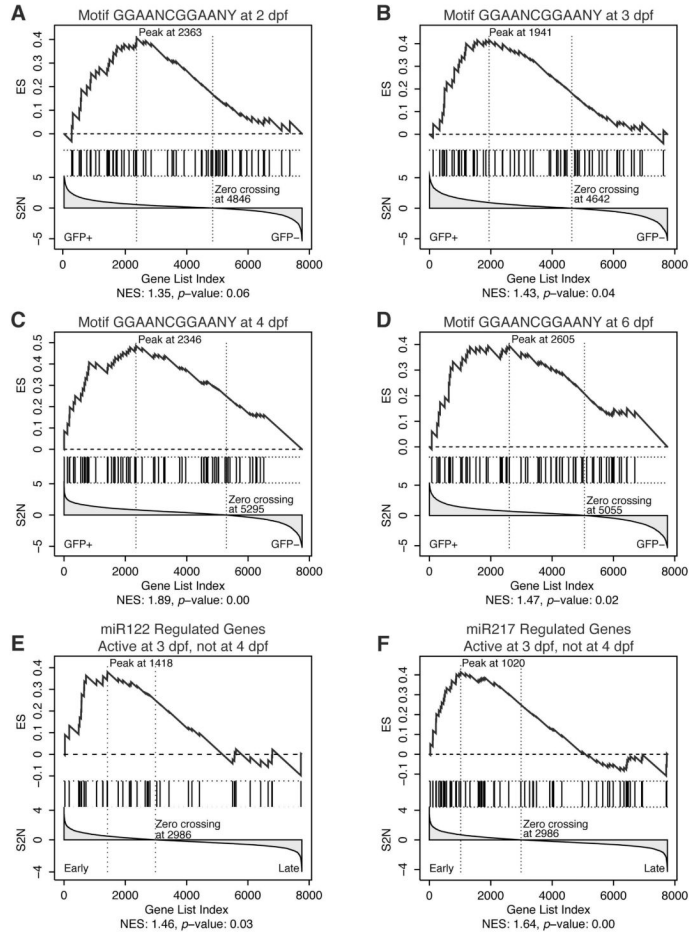 A
Motif GGAANCGGAANY at 2 dpf
Peak at 2363
ES
0.4
0.3
0.2
0.1
0
S2N
5
0
−5
Zero crossing
at 4846
GFP+
GFP−
0
2000
4000
6000
8000
Gene List Index
NES: 1.35, p−value: 0.06
B
Motif GGAANCGGAANY at 3 dpf
Peak at 1941
ES
0.4
0.3
0.2
0.1
0
S2N
5
0
−5
Zero crossing
at 4642
GFP+
GFP−
0
2000
4000
6000
8000
Gene List Index
NES: 1.43, p−value: 0.04
C
Motif GGAANCGGAANY at 4 dpf
Peak at 2346
ES
0.5
0.4
0.3
0.2
0.1
0
S2N
5
0
−5
Zero crossing
at 5295
GFP+
GFP−
0
2000
4000
6000
8000
Gene List Index
NES: 1.89, p−value: 0.00
D
Motif GGAANCGGAANY at 6 dpf
Peak at 2605
ES
0.4
0.3
0.2
0.1
0.0
S2N
5
0
−5
Zero crossing
at 5055
GFP+
GFP−
0
2000
4000
6000
8000
Gene List Index
NES: 1.47, p−value: 0.02
E
miR122 Regulated Genes
Active at 3 dpf, not at 4 dpf
Peak at 1418
ES
0.4
0.3
0.2
0.1
0
−0.1
S2N
4
0
−4
Zero crossing
at 2986
Early
Late
0
2000
4000
6000
8000
Gene List Index
NES: 1.46, p−value: 0.03
F
miR217 Regulated Genes
Active at 3 dpf, not at 4 dpf
Peak at 1020
ES
0.4
0.3
0.2
0.1
0
−0.1
S2N
4
0
−4
Zero crossing
at 2986
Early
Late
0
2000
4000
6000
8000
Gene List Index
NES: 1.64, p−value: 0.00